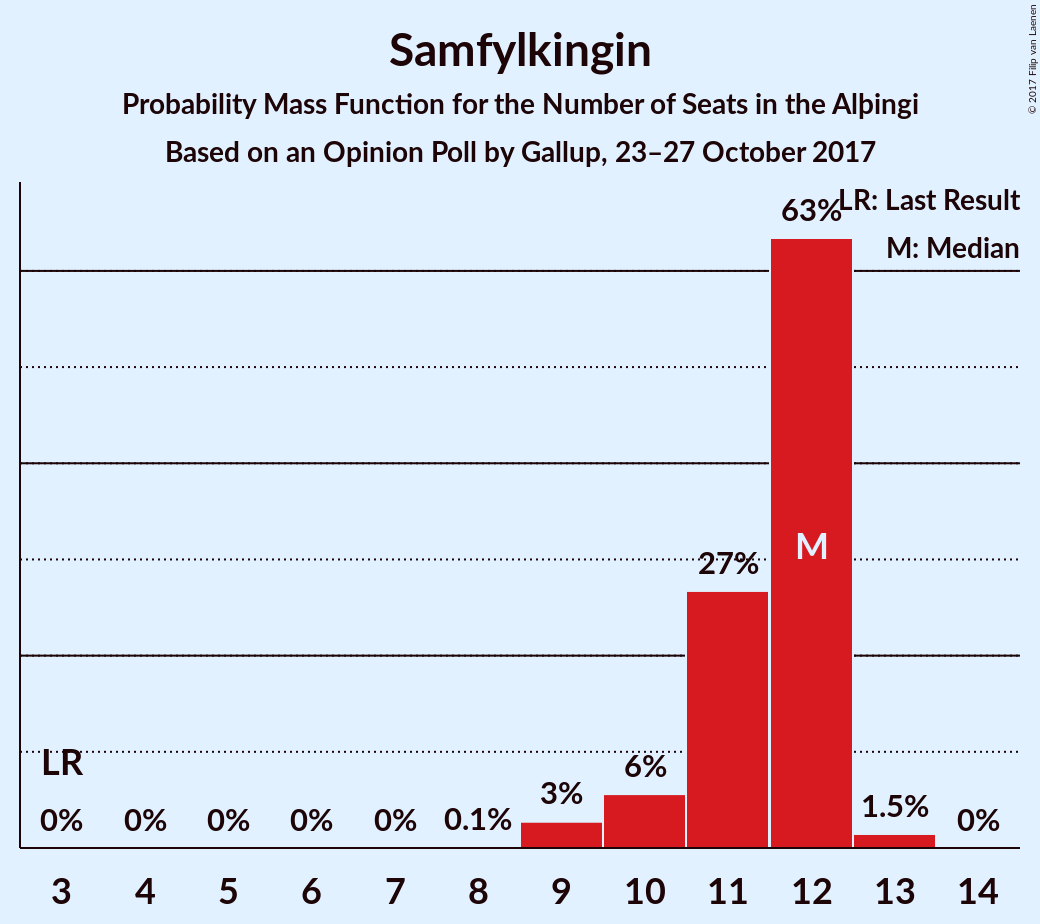 Samfylkingin
Probability Mass Function for the Number of Seats in the Alþingi
Based on an Opinion Poll by Gallup, 23–27 October 2017
© 2017 Filip van Laenen
LR: Last Result
M: Median
63%
M
27%
LR
6%
3%
1.5%
0% 0% 0% 0% 0% 0.1% 0%
3 4 5 6 7 8 9 10 11 12 13 14